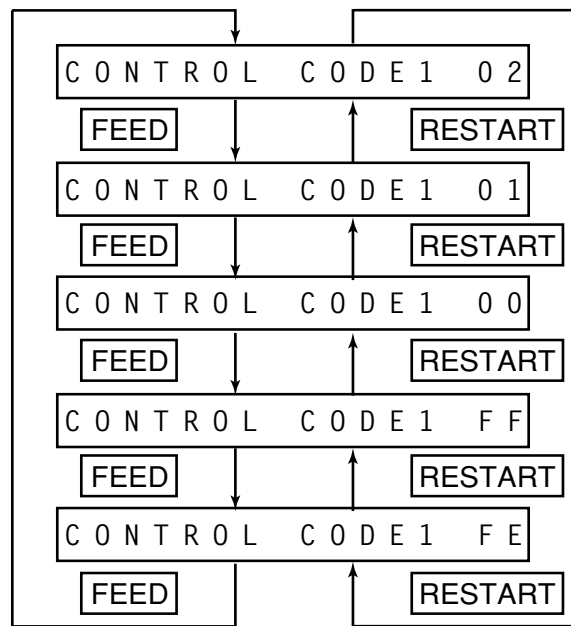 CONTROL CODE1 02
FEED RESTART
CONTROL CODE1 01
FEED RESTART
CONTROL CODE1 00
FEED RESTART
CONTROL CODE1 FF
FEED RESTART
CONTROL CODE1 FE
FEED RESTART